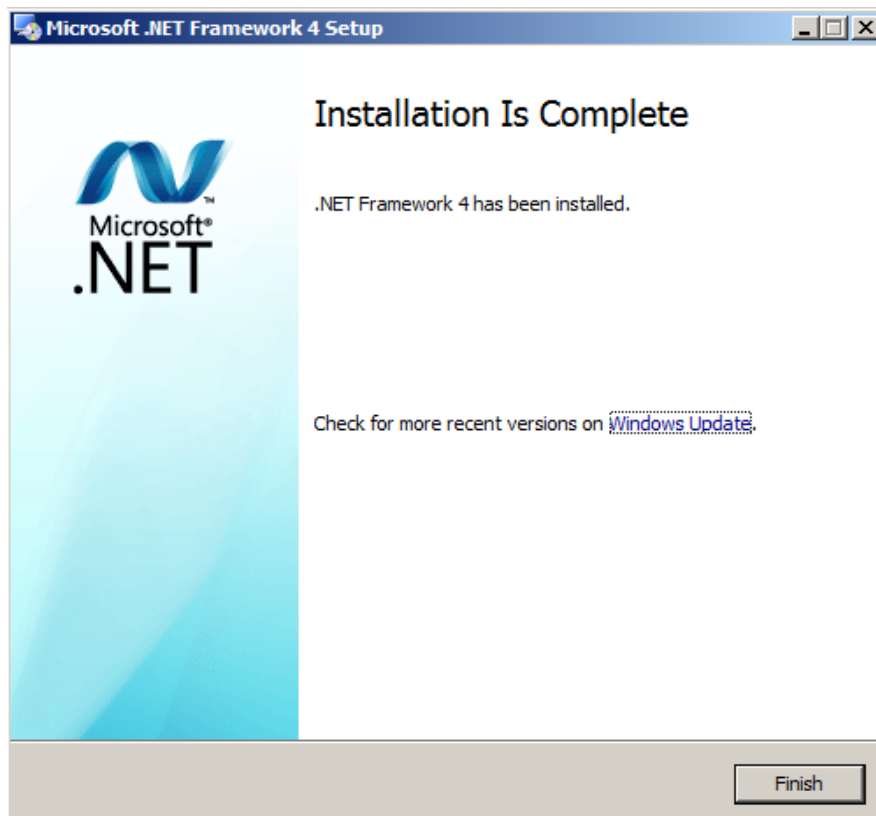 Microsoft .NET Framework 4 Setup
Installation Is Complete
Microsoft®
.NET
™
.NET Framework 4 has been installed.
Check for more recent versions on Windows Update.
Finish